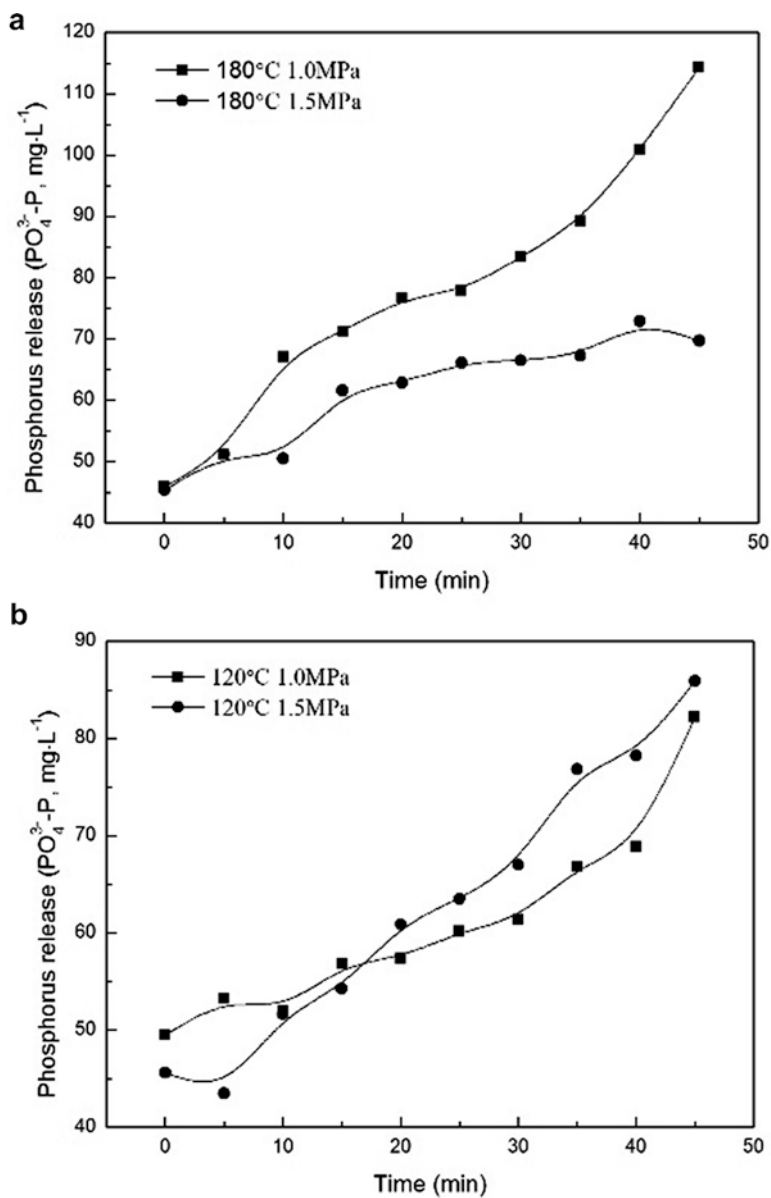 a
120
110
100
90
80
70
60
50
40
Phosphorus release (PO₄³⁻-P, mg·L⁻¹)
180°C 1.0MPa
180°C 1.5MPa
0 10 20 30 40 50
Time (min)
b
90
80
70
60
50
40
Phosphorus release (PO₄³⁻-P, mg·L⁻¹)
120°C 1.0MPa
120°C 1.5MPa
0 10 20 30 40 50
Time (min)